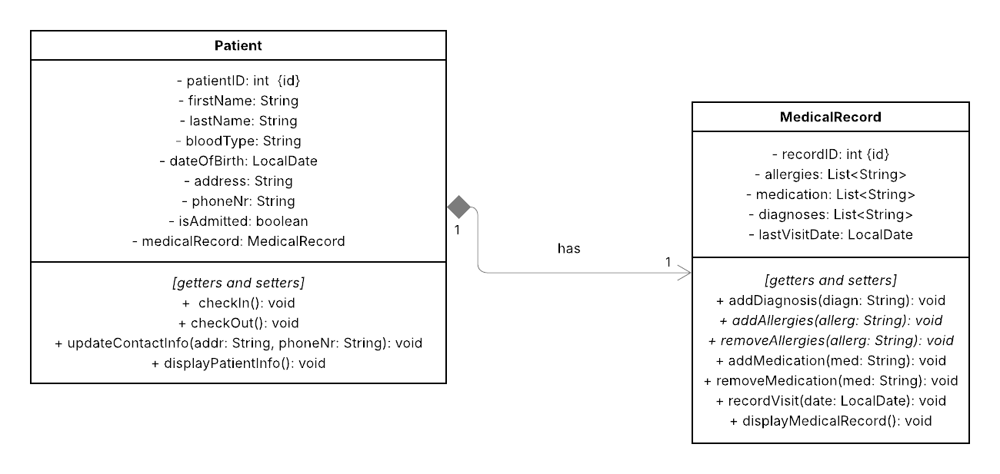 Patient
- patientID: int  {id}
- firstName: String
- lastName: String
- bloodType: String
- dateOfBirth: LocalDate
- address: String
- phoneNr: String
- isAdmitted: boolean
- medicalRecord: MedicalRecord
[getters and setters]
+  checkIn(): void
+ checkOut(): void
+ updateContactInfo(addr: String, phoneNr: String): void
+ displayPatientInfo(): void
1
has
1
MedicalRecord
- recordID: int {id}
- allergies: List<String>
- medication: List<String>
- diagnoses: List<String>
- lastVisitDate: LocalDate
[getters and setters]
+ addDiagnosis(diagn: String): void
+ addAllergies(allerg: String): void
+ removeAllergies(allerg: String): void
+ addMedication(med: String): void
+ removeMedication(med: String): void
+ recordVisit(date: LocalDate): void
+ displayMedicalRecord(): void